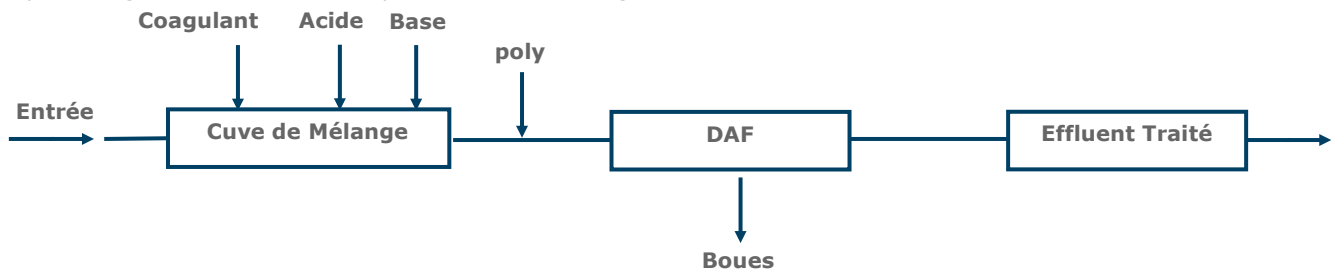 Coagulant Acide Base
poly
Entrée
Cuve de Mélange DAF Effluent Traité
Boues